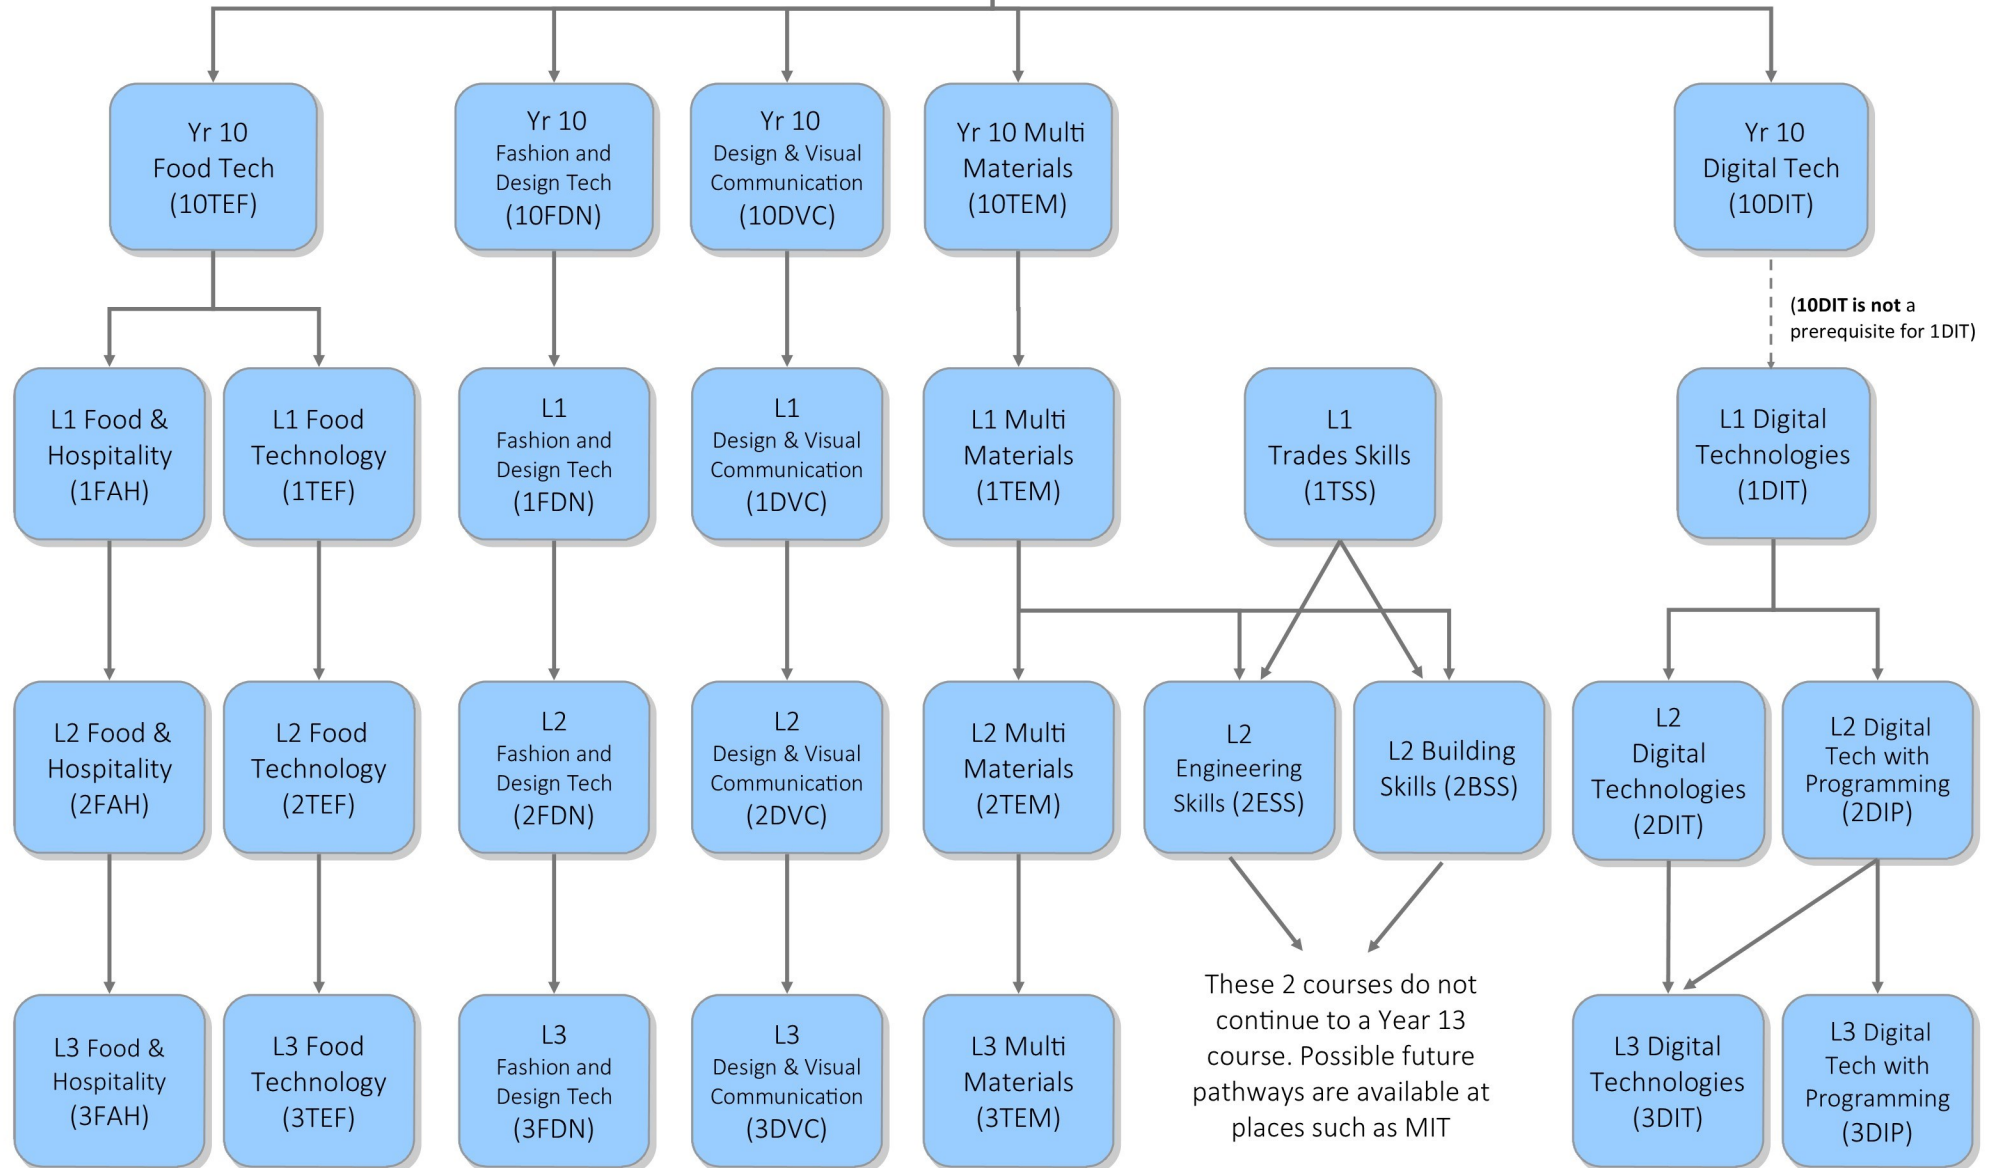 Yr 10
Food Tech
(10TEF)
Yr 10
Fashion and
Design Tech
(10FDN)
Yr 10
Design & Visual
Communication
(10DVC)
Yr 10 Multi
Materials
(10TEM)
Yr 10
Digital Tech
(10DIT)
(10DIT is not a
prerequisite for 1DIT)
L1 Food &
Hospitality
(1FAH)
L1 Food
Technology
(1TEF)
L1
Fashion and
Design Tech
(1FDN)
L1
Design & Visual
Communication
(1DVC)
L1 Multi
Materials
(1TEM)
L1
Trades Skills
(1TSS)
L1 Digital
Technologies
(1DIT)
L2 Food &
Hospitality
(2FAH)
L2 Food
Technology
(2TEF)
L2
Fashion and
Design Tech
(2FDN)
L2
Design & Visual
Communication
(2DVC)
L2 Multi
Materials
(2TEM)
L2
Engineering
Skills (2ESS)
L2 Building
Skills (2BSS)
L2
Digital
Technologies
(2DIT)
L2 Digital
Tech with
Programming
(2DIP)
L3 Food &
Hospitality
(3FAH)
L3 Food
Technology
(3TEF)
L3
Fashion and
Design Tech
(3FDN)
L3
Design & Visual
Communication
(3DVC)
L3 Multi
Materials
(3TEM)
These 2 courses do not
continue to a Year 13
course. Possible future
pathways are available at
places such as MIT
L3 Digital
Technologies
(3DIT)
L3 Digital
Tech with
Programming
(3DIP)